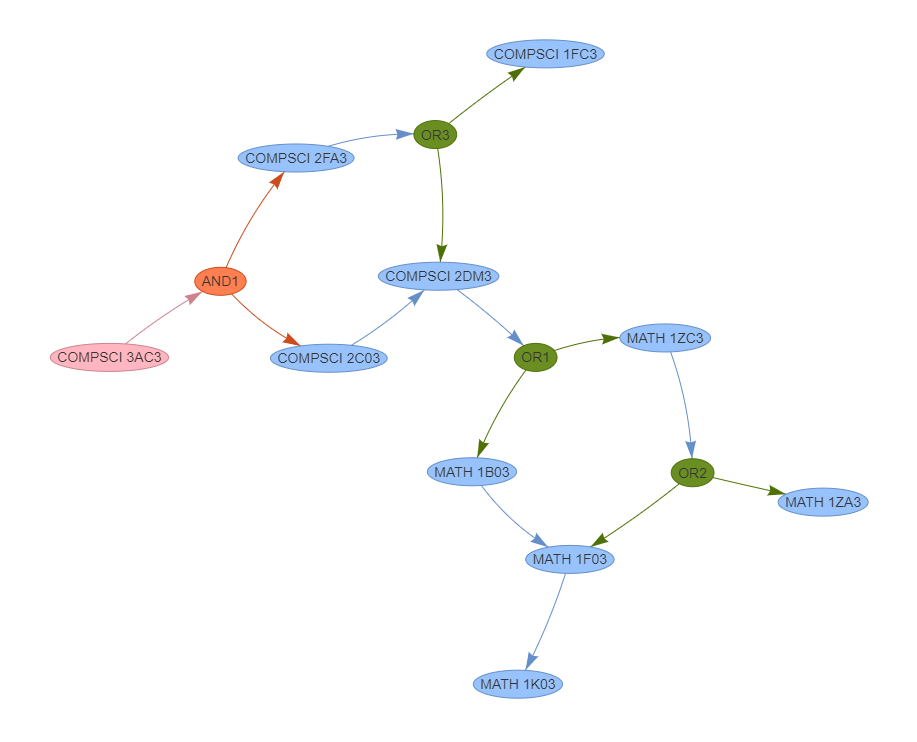 COMPSCI 1FC3
OR3
COMPSCI 2FA3
COMPSCI 2DM3
AND1
MATH 1ZC3
COMPSCI 3AC3
COMPSCI 2C03
OR1
MATH 1B03
OR2
MATH 1ZA3
MATH 1F03
MATH 1K03